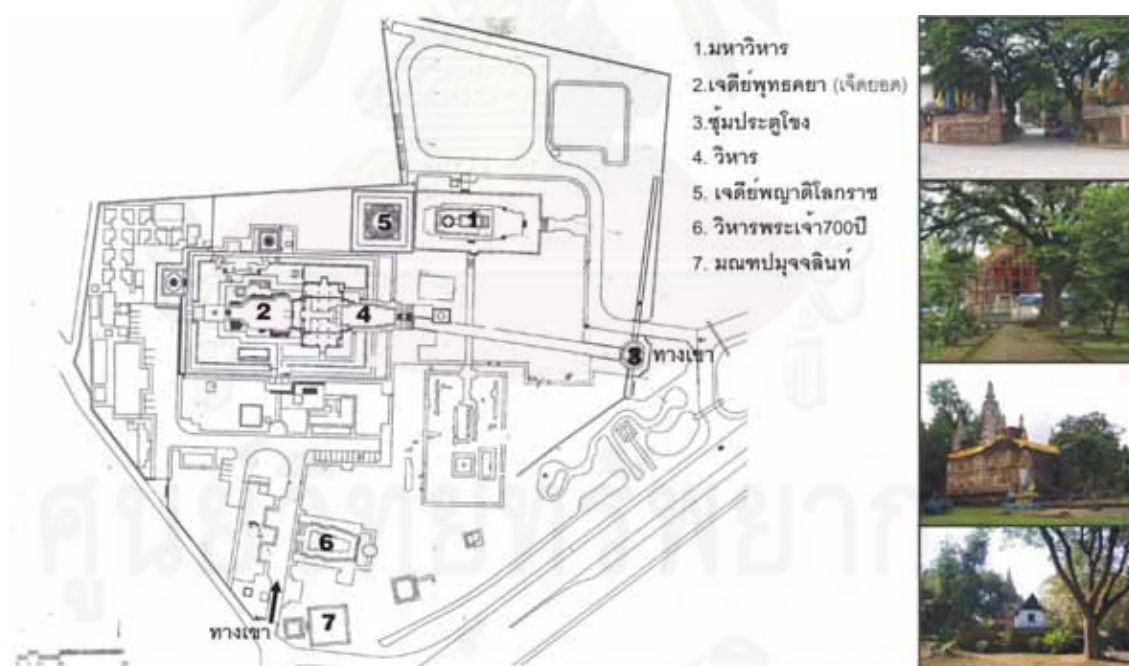 1.มหาวิหาร
2.เจดีย์พุทธคยา (เจ็ดยอด)
3.ซุ้มประตูโขง
4. วิหาร
5. เจดีย์พญาติโลกราช
6. วิหารพระเจ้า700ปี
7. มณฑปมุจจลินท์
5
1
2
4
3
ทางเขา
6
7
ทางเขา